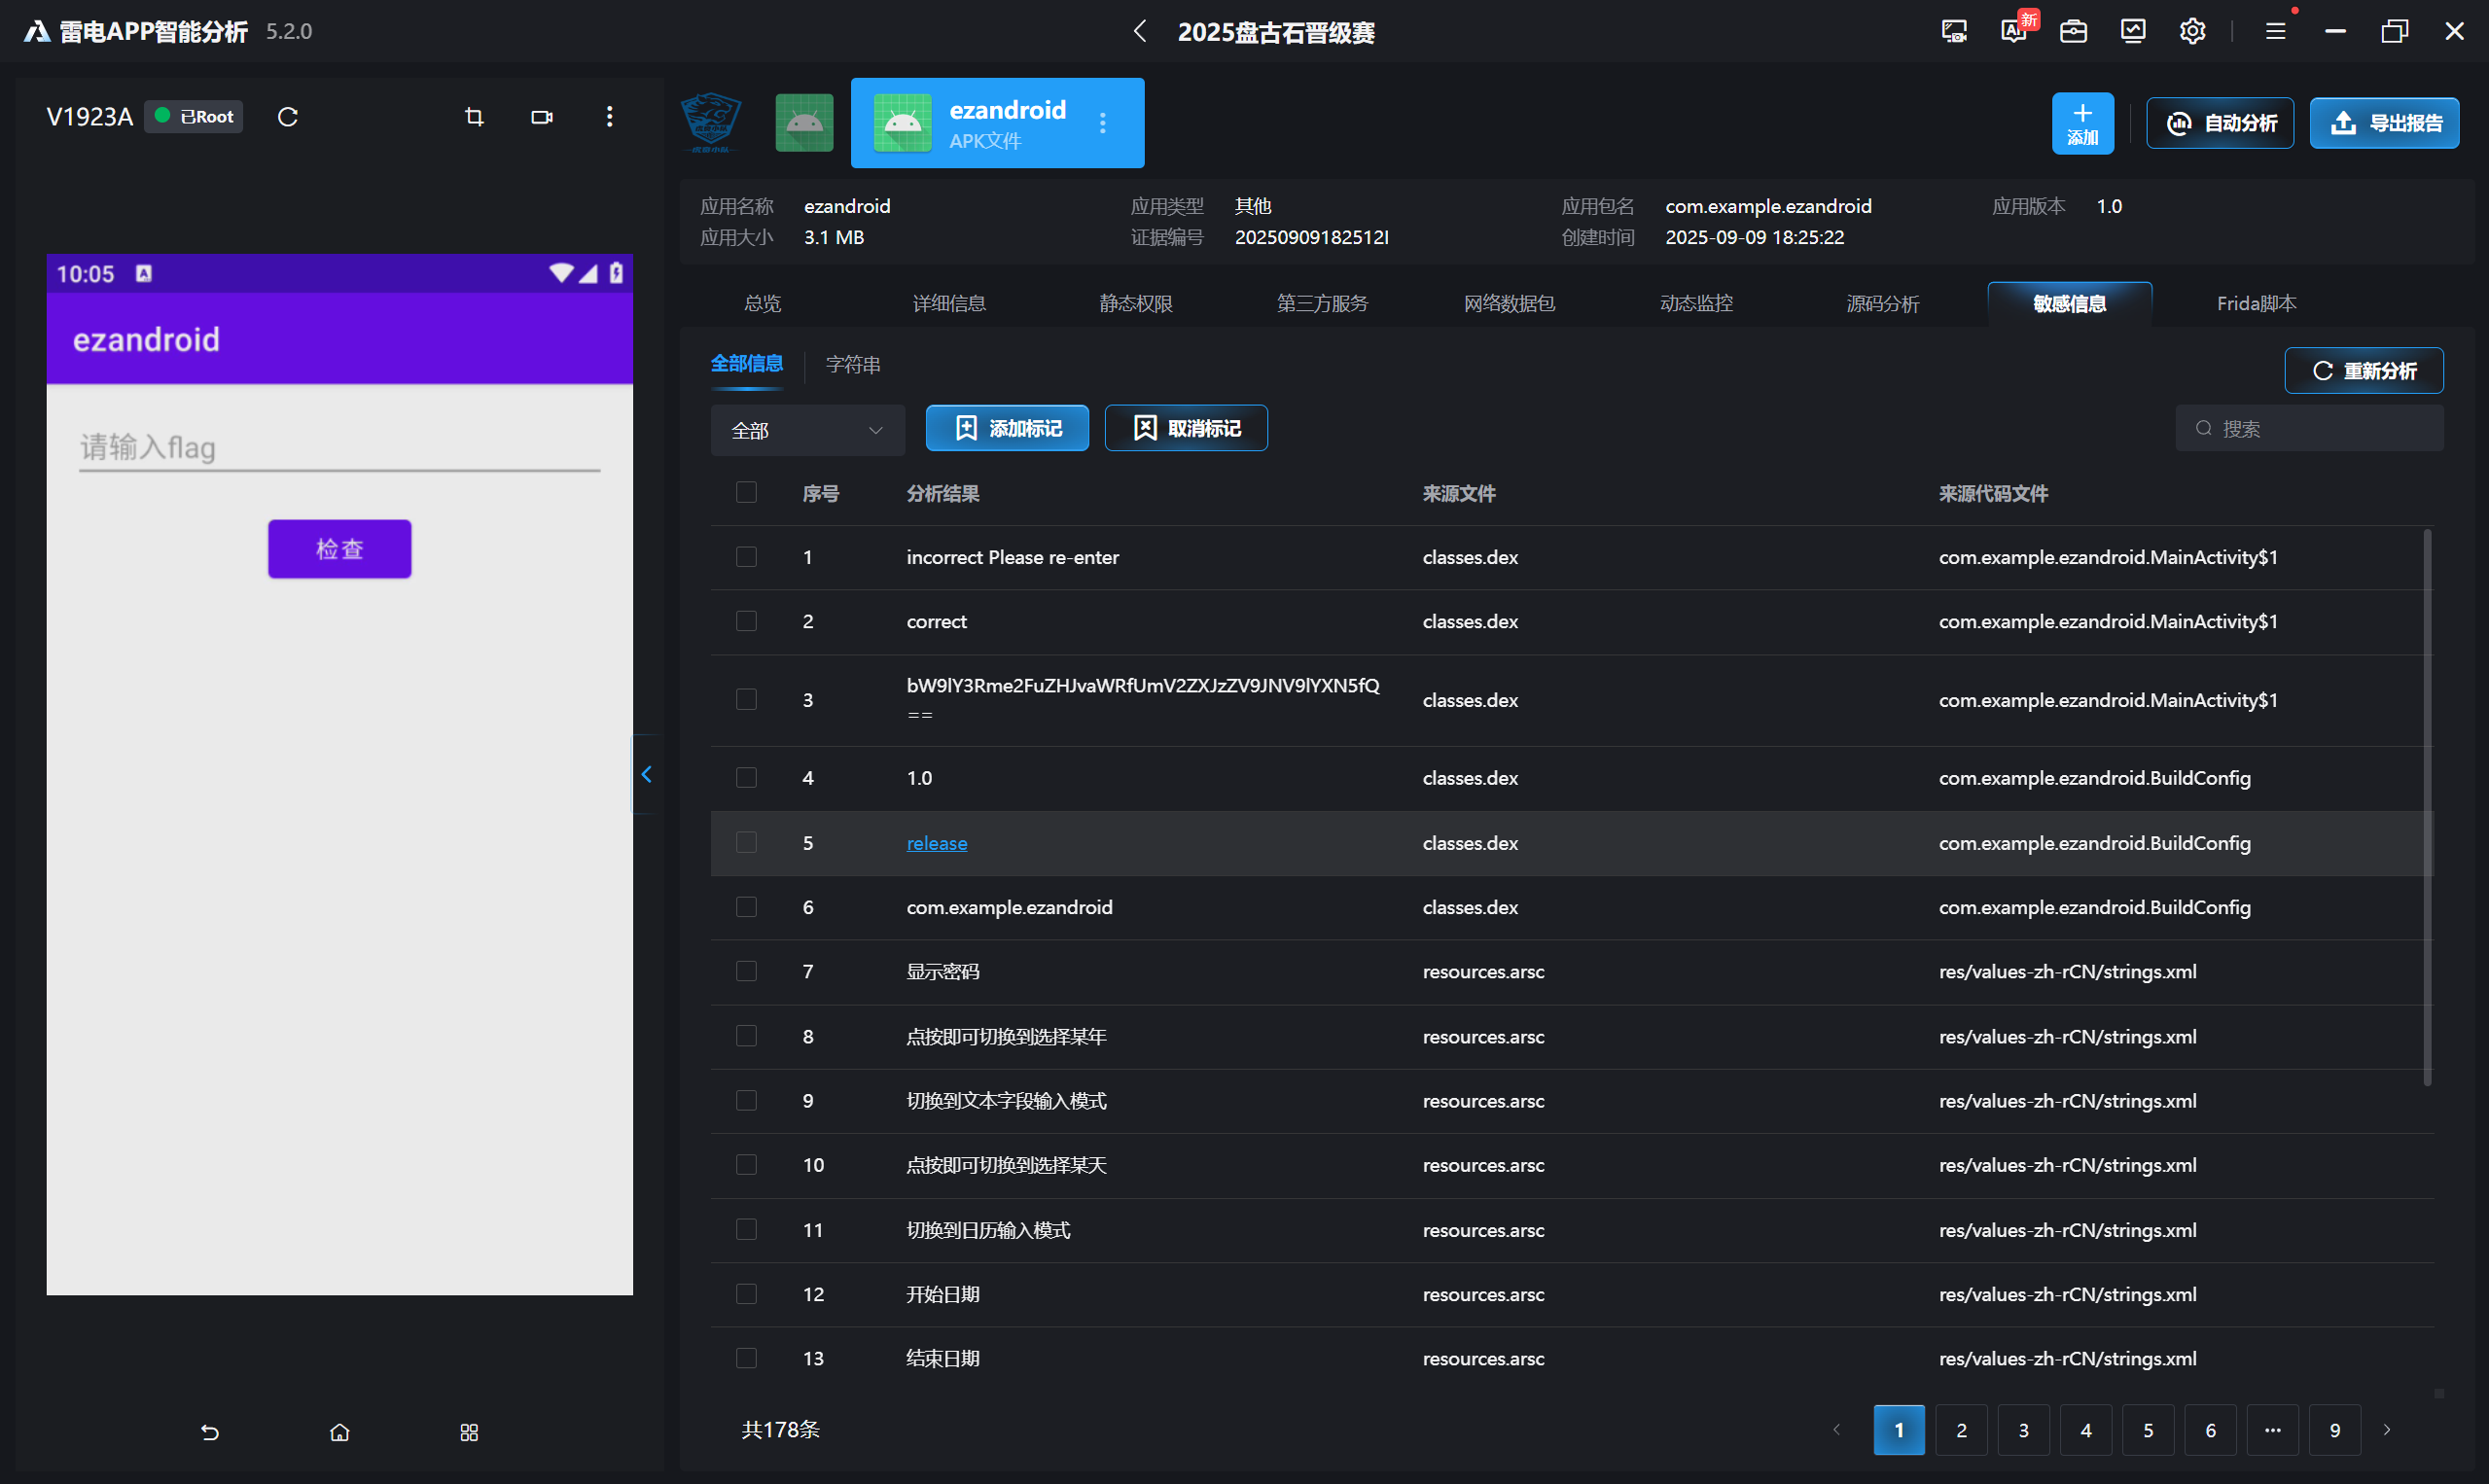 雷电APP智能分析 5.2.0
2025盘古石晋级赛
新
V1923A 已Root
ezandroid
APK文件
添加
自动分析
导出报告
应用名称 ezandroid 应用类型 其他 应用包名 com.example.ezandroid 应用版本 1.0
应用大小 3.1 MB 证据编号 20250909182512I 创建时间 2025-09-09 18:25:22
10:05
ezandroid
请输入flag
检查
总览 详细信息 静态权限 第三方服务 网络数据包 动态监控 源码分析 敏感信息 Frida脚本
全部信息 字符串 重新分析
全部 添加标记 取消标记 搜索
序号 分析结果 来源文件 来源代码文件
1 incorrect Please re-enter classes.dex com.example.ezandroid.MainActivity$1
2 correct classes.dex com.example.ezandroid.MainActivity$1
3 bW9lY3Rme2FuZHJvaWRfUmV2ZXJzZV9JNV9lYXN5fQ
== classes.dex com.example.ezandroid.MainActivity$1
4 1.0 classes.dex com.example.ezandroid.BuildConfig
5 release classes.dex com.example.ezandroid.BuildConfig
6 com.example.ezandroid classes.dex com.example.ezandroid.BuildConfig
7 显示密码 resources.arsc res/values-zh-rCN/strings.xml
8 点按即可切换到选择某年 resources.arsc res/values-zh-rCN/strings.xml
9 切换到文本字段输入模式 resources.arsc res/values-zh-rCN/strings.xml
10 点按即可切换到选择某天 resources.arsc res/values-zh-rCN/strings.xml
11 切换到日历输入模式 resources.arsc res/values-zh-rCN/strings.xml
12 开始日期 resources.arsc res/values-zh-rCN/strings.xml
13 结束日期 resources.arsc res/values-zh-rCN/strings.xml
共178条 1 2 3 4 5 6 ··· 9